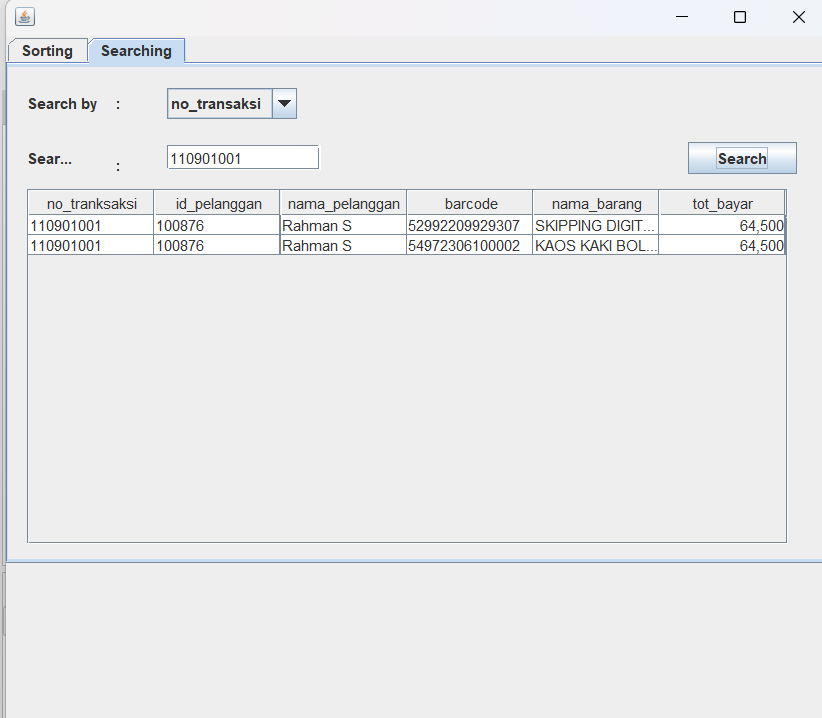 Sorting Searching
Search by : no_transaksi
Sear... : 110901001 Search
no_tranksaksi id_pelanggan nama_pelanggan barcode nama_barang tot_bayar
110901001 100876 Rahman S 52992209929307 SKIPPING DIGIT... 64,500
110901001 100876 Rahman S 54972306100002 KAOS KAKI BOL... 64,500